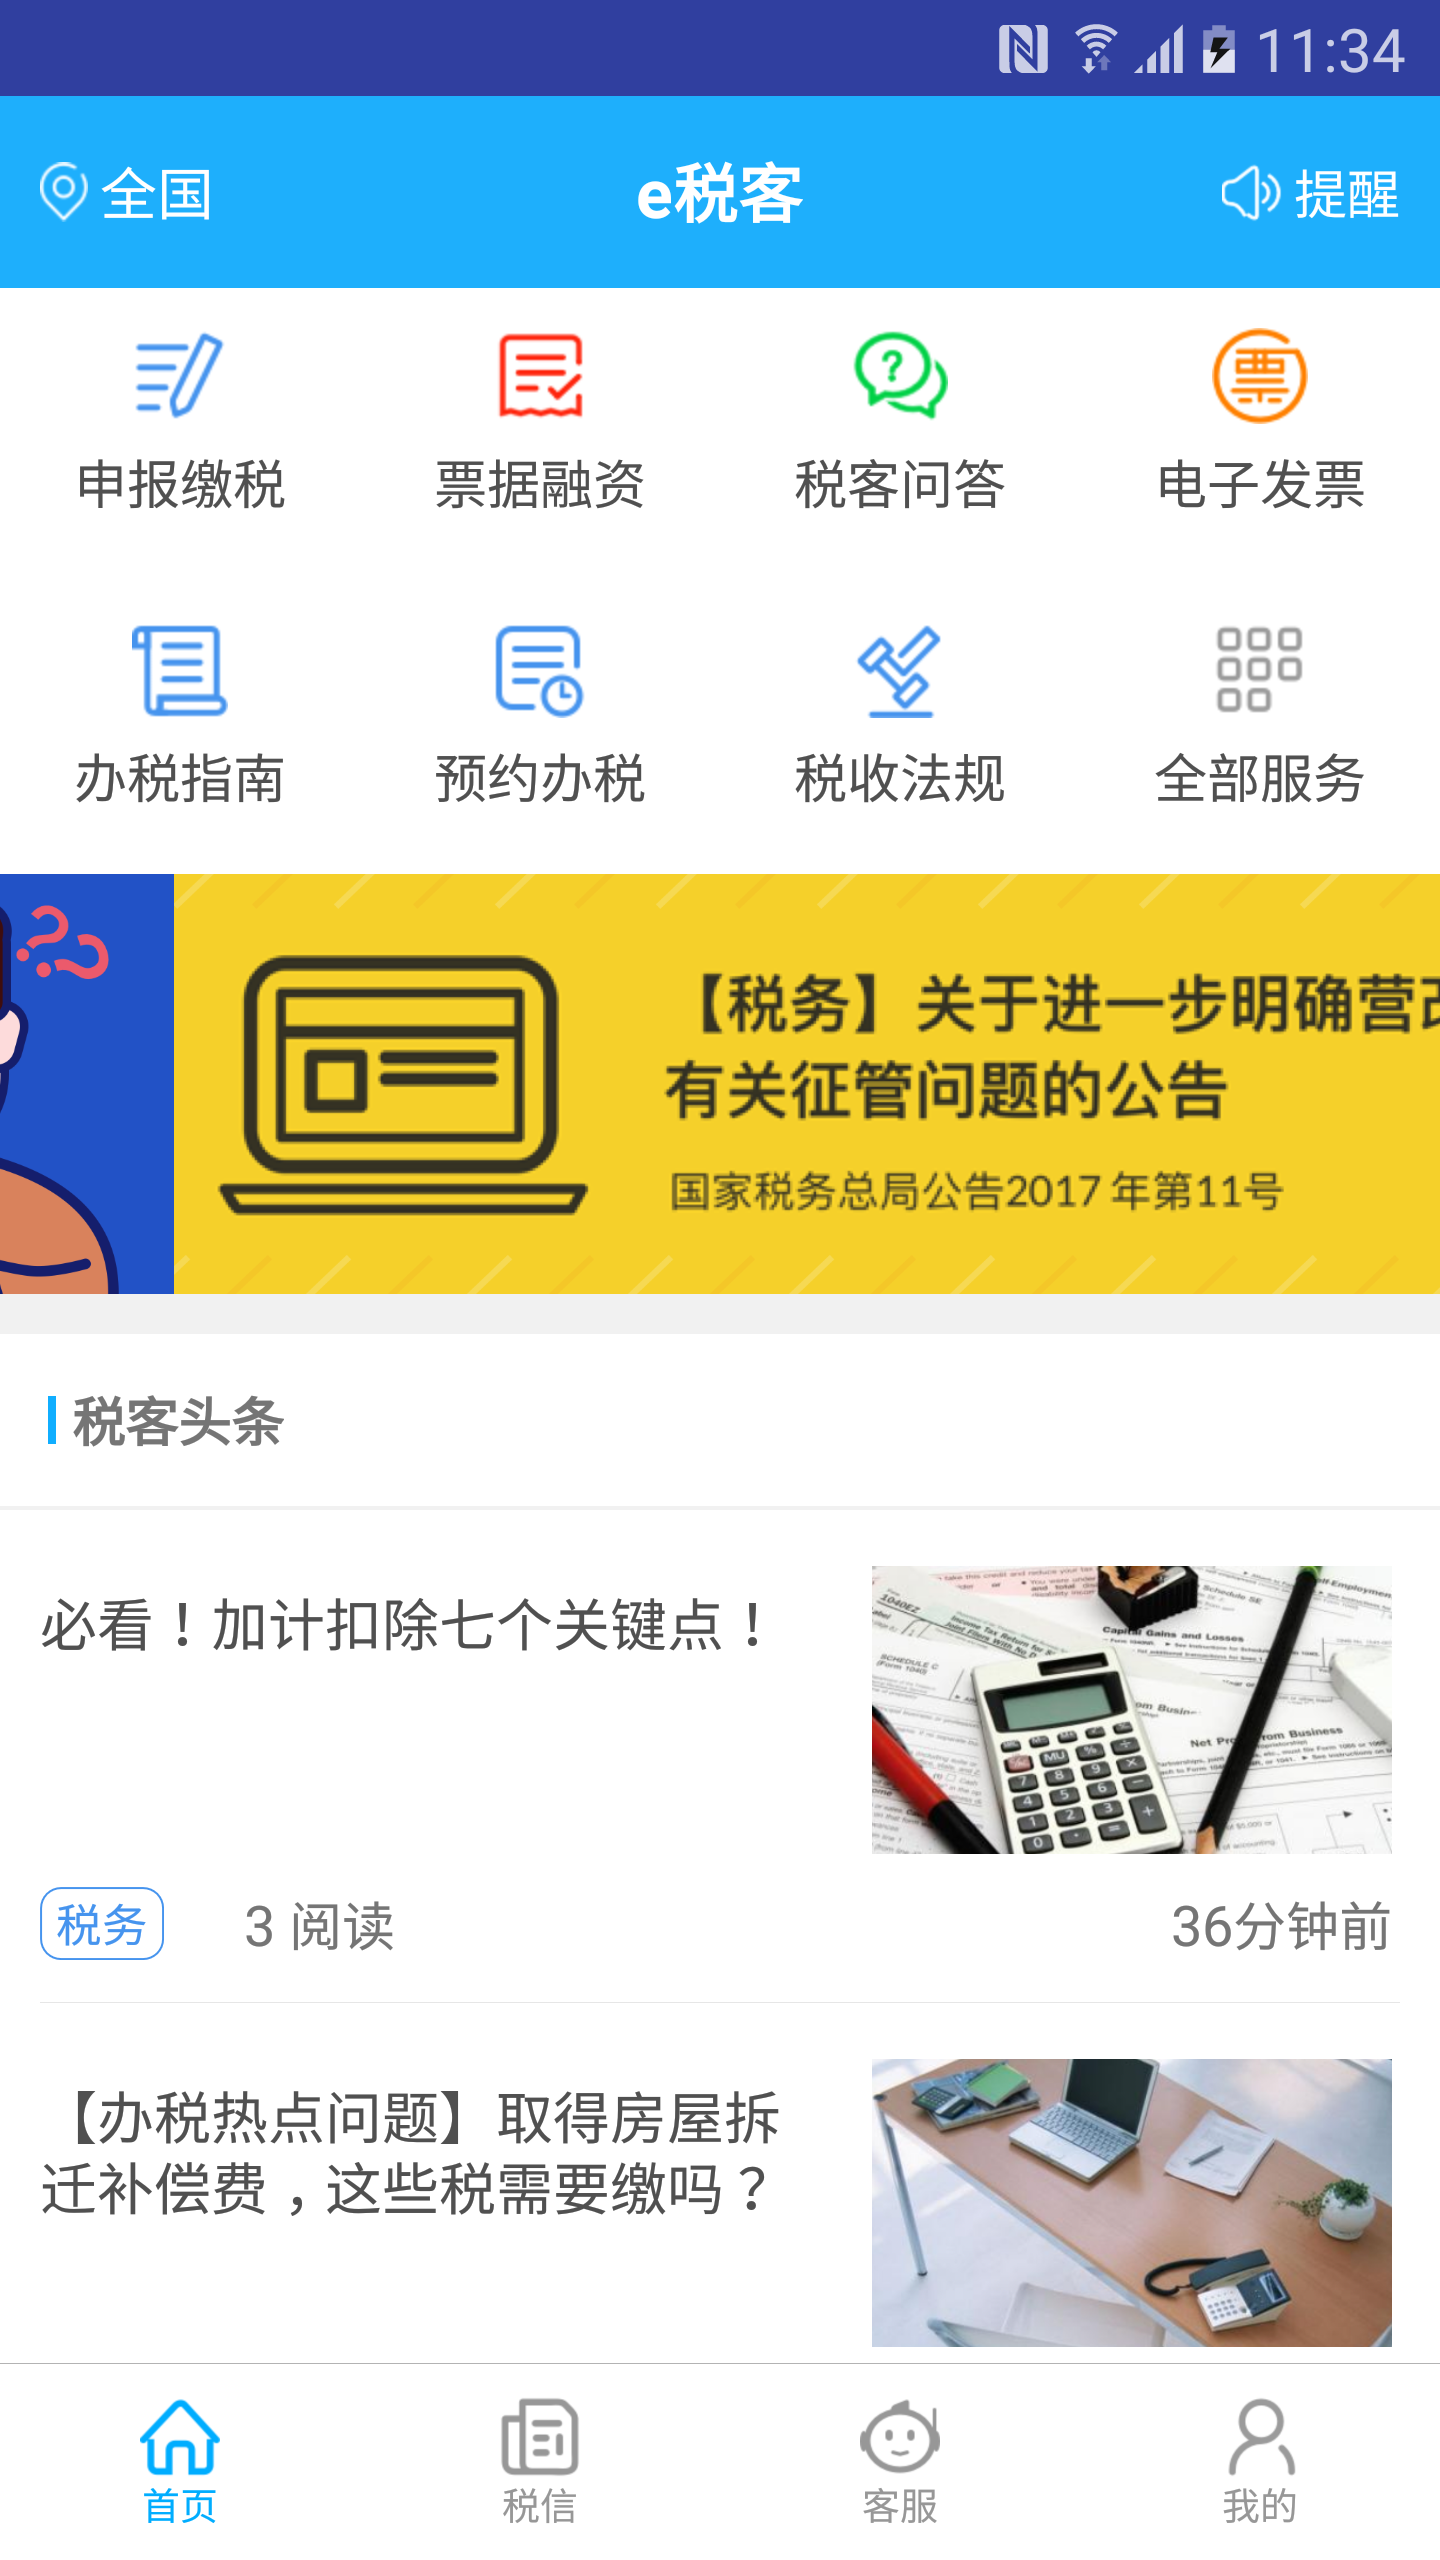 11:34
全国
e税客
提醒
申报缴税
票据融资
税客问答
电子发票
办税指南
预约办税
税收法规
全部服务
【税务】关于进一步明确营
有关征管问题的公告
国家税务总局公告2017 年第11号
税客头条
必看！加计扣除七个关键点！
税务
3 阅读
36分钟前
【办税热点问题】取得房屋拆
迁补偿费，这些税需要缴吗？
首页
税信
客服
我的